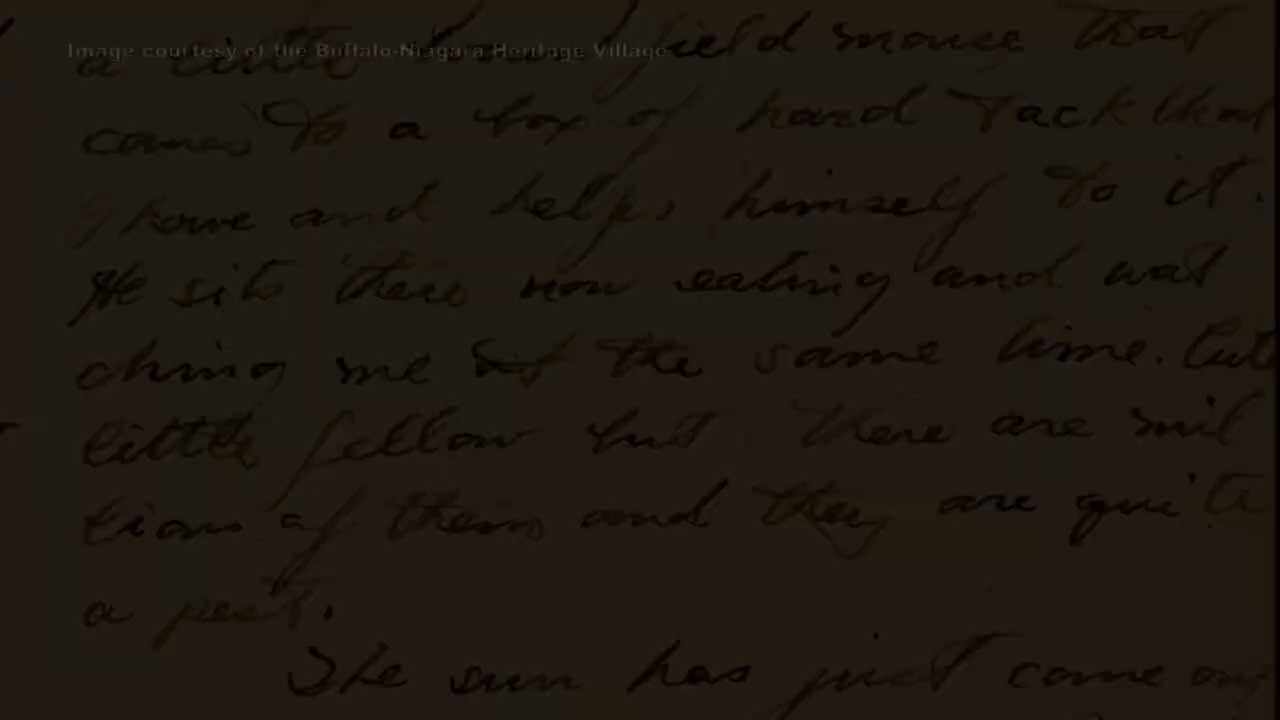 Image courtesy of the Buffalo-Niagara Heritage Village
a little brown field mouse that
comes to a box of hard Tack that
I have and helps himself to it.
He sits there now eating and wat
ching me at the same time. Cute
little fellow but there are mil
lions of them and they are quite
a pest.
The sun has just come out